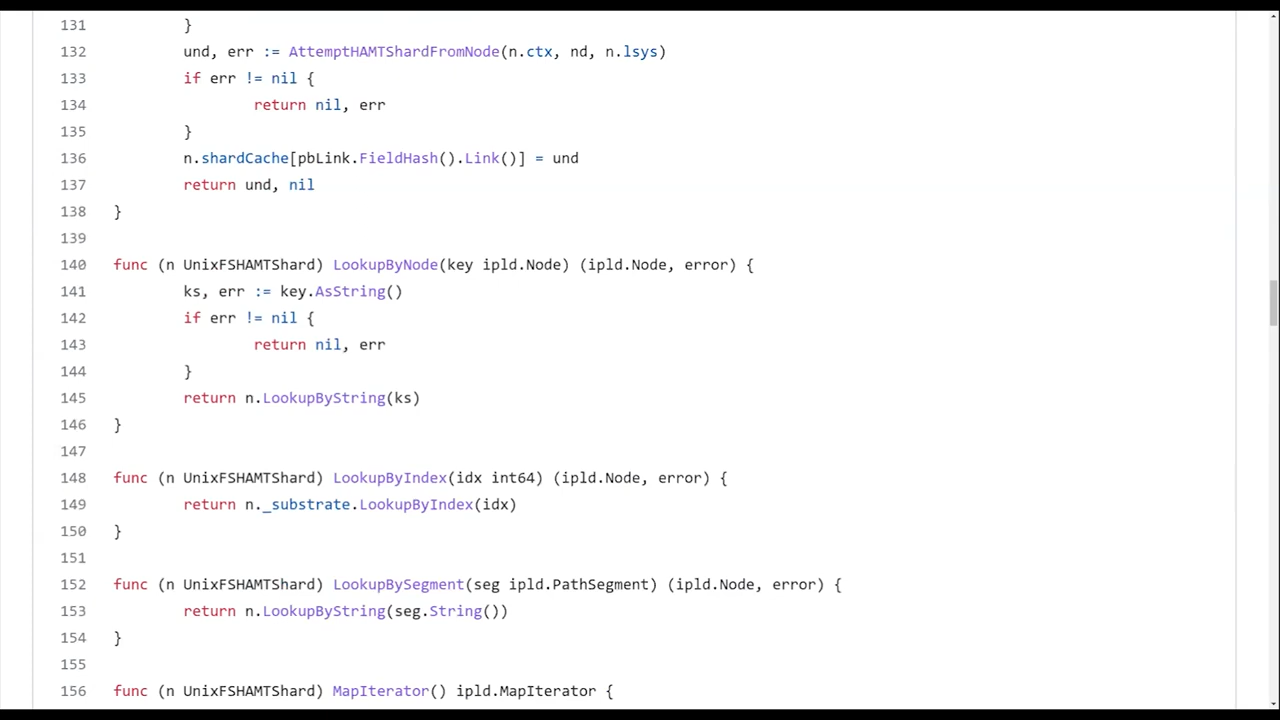 131 }
132 und, err := AttemptHAMTShardFromNode(n.ctx, nd, n.lsys)
133 if err != nil {
134 return nil, err
135 }
136 n.shardCache[pbLink.FieldHash().Link()] = und
137 return und, nil
138 }
139
140 func (n UnixFSHAMTShard) LookupByNode(key ipld.Node) (ipld.Node, error) {
141 ks, err := key.AsString()
142 if err != nil {
143 return nil, err
144 }
145 return n.LookupByString(ks)
146 }
147
148 func (n UnixFSHAMTShard) LookupByIndex(idx int64) (ipld.Node, error) {
149 return n._substrate.LookupByIndex(idx)
150 }
151
152 func (n UnixFSHAMTShard) LookupBySegment(seg ipld.PathSegment) (ipld.Node, error) {
153 return n.LookupByString(seg.String())
154 }
155
156 func (n UnixFSHAMTShard) MapIterator() ipld.MapIterator {